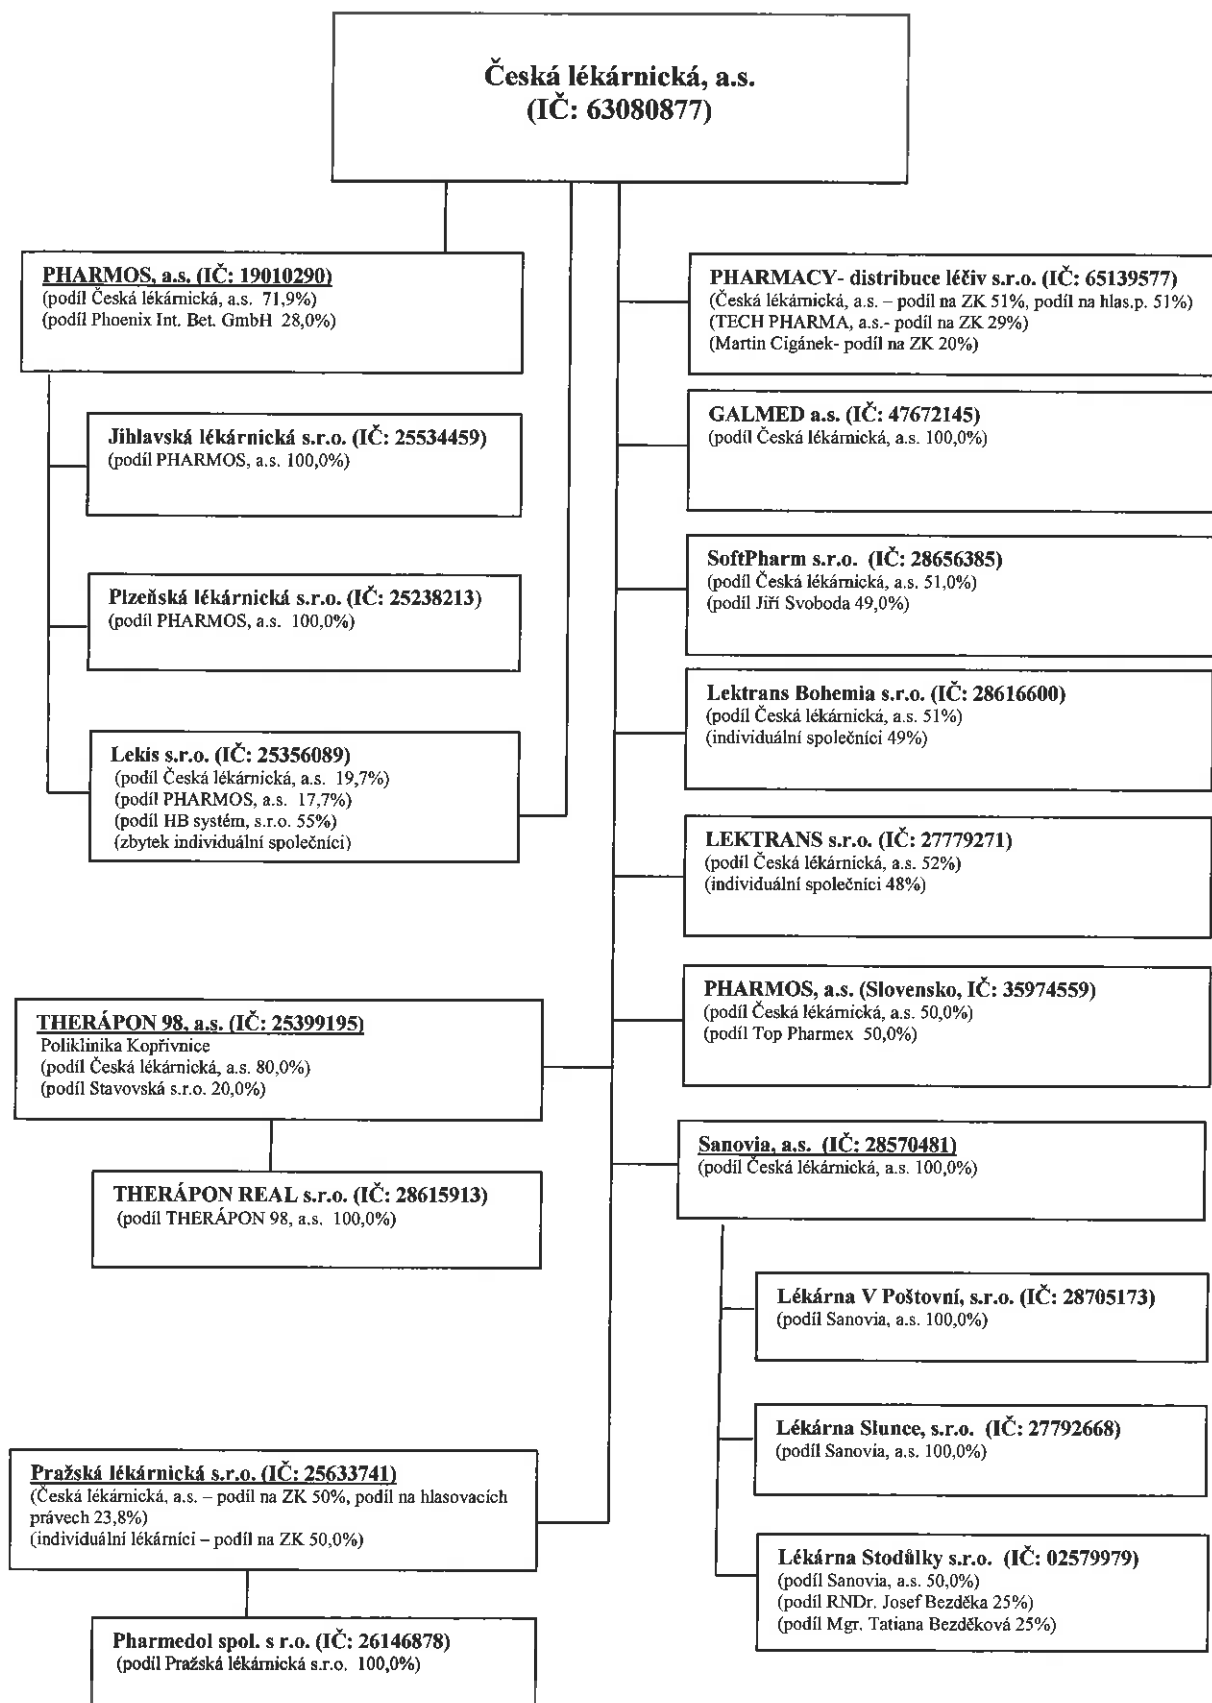 Česká lékárnická, a.s.
(IČ: 63080877)
PHARMOS, a.s. (IČ: 19010290)
(podíl Česká lékárnická, a.s. 71,9%)
(podíl Phoenix Int. Bet. GmbH 28,0%)
Jihlavská lékárnická s.r.o. (IČ: 25534459)
(podíl PHARMOS, a.s. 100,0%)
Plzeňská lékárnická s.r.o. (IČ: 25238213)
(podíl PHARMOS, a.s. 100,0%)
Lekis s.r.o. (IČ: 25356089)
(podíl Česká lékárnická, a.s. 19,7%)
(podíl PHARMOS, a.s. 17,7%)
(podíl HB systém, s.r.o. 55%)
(zbytek individuální společníci)
THERÁPON 98, a.s. (IČ: 25399195)
Poliklinika Kopřivnice
(podíl Česká lékárnická, a.s. 80,0%)
(podíl Stavovská s.r.o. 20,0%)
THERÁPON REAL s.r.o. (IČ: 28615913)
(podíl THERÁPON 98, a.s. 100,0%)
Pražská lékárnická s.r.o. (IČ: 25633741)
(Česká lékárnická, a.s. – podíl na ZK 50%, podíl na hlasovacích
právech 23,8%)
(individuální lékárníci – podíl na ZK 50,0%)
Pharmedol spol. s r.o. (IČ: 26146878)
(podíl Pražská lékárnická s.r.o. 100,0%)
PHARMACY- distribuce léčiv s.r.o. (IČ: 65139577)
(Česká lékárnická, a.s. – podíl na ZK 51%, podíl na hlas.p. 51%)
(TECH PHARMA, a.s.- podíl na ZK 29%)
(Martin Cigánek- podíl na ZK 20%)
GALMED a.s. (IČ: 47672145)
(podíl Česká lékárnická, a.s. 100,0%)
SoftPharm s.r.o. (IČ: 28656385)
(podíl Česká lékárnická, a.s. 51,0%)
(podíl Jiří Svoboda 49,0%)
Lektrans Bohemia s.r.o. (IČ: 28616600)
(podíl Česká lékárnická, a.s. 51%)
(individuální společníci 49%)
LEKTRANS s.r.o. (IČ: 27779271)
(podíl Česká lékárnická, a.s. 52%)
(individuální společníci 48%)
PHARMOS, a.s. (Slovensko, IČ: 35974559)
(podíl Česká lékárnická, a.s. 50,0%)
(podíl Top Pharmex 50,0%)
Sanovia, a.s. (IČ: 28570481)
(podíl Česká lékárnická, a.s. 100,0%)
Lékárna V Poštovní, s.r.o. (IČ: 28705173)
(podíl Sanovia, a.s. 100,0%)
Lékárna Slunce, s.r.o. (IČ: 27792668)
(podíl Sanovia, a.s. 100,0%)
Lékárna Stodůlky s.r.o. (IČ: 02579979)
(podíl Sanovia, a.s. 50,0%)
(podíl RNDr. Josef Bezděka 25%)
(podíl Mgr. Tatiana Bezděková 25%)